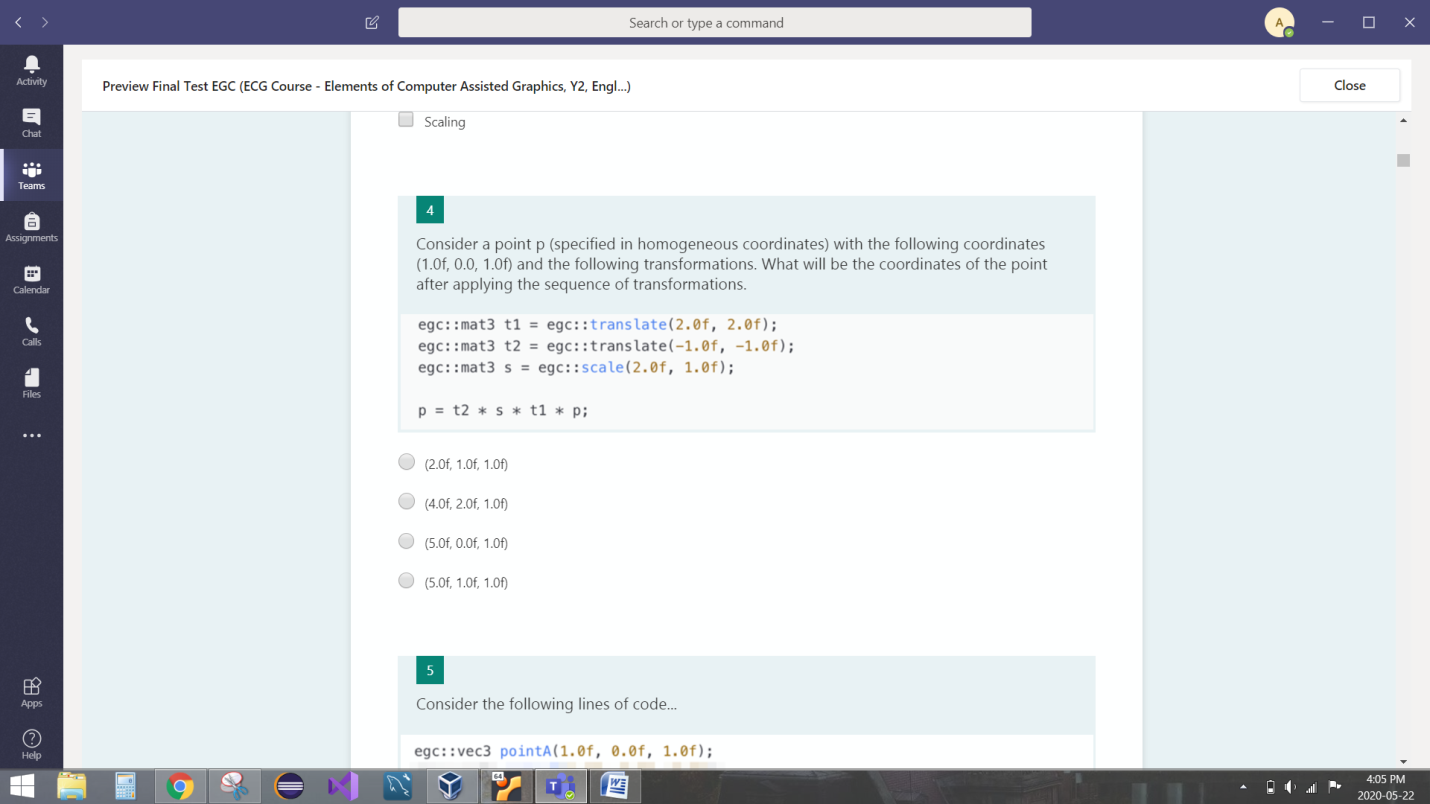 Search or type a command
A
Activity
Chat
Teams
Assignments
Calendar
Calls
Files
Apps
Help
Preview Final Test EGC (ECG Course - Elements of Computer Assisted Graphics, Y2, Engl...)
Close
Scaling
4
Consider a point p (specified in homogeneous coordinates) with the following coordinates
(1.0f, 0.0, 1.0f) and the following transformations. What will be the coordinates of the point
after applying the sequence of transformations.
egc::mat3 t1 = egc::translate(2.0f, 2.0f);
egc::mat3 t2 = egc::translate(-1.0f, -1.0f);
egc::mat3 s = egc::scale(2.0f, 1.0f);
p = t2 * s * t1 * p;
(2.0f, 1.0f, 1.0f)
(4.0f, 2.0f, 1.0f)
(5.0f, 0.0f, 1.0f)
(5.0f, 1.0f, 1.0f)
5
Consider the following lines of code...
egc::vec3 pointA(1.0f, 0.0f, 1.0f);
64
T
W
4:05 PM
2020-05-22